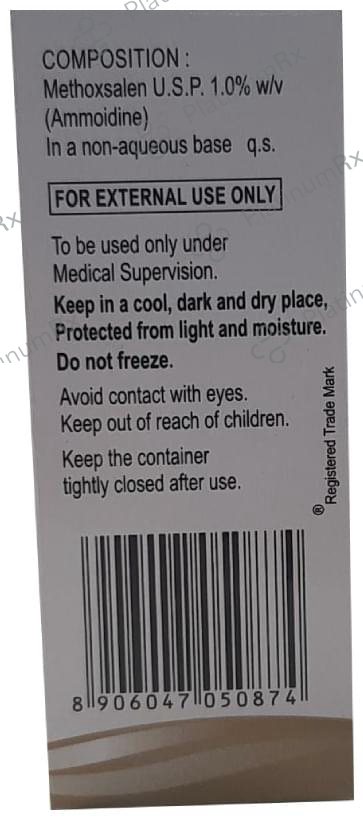 COMPOSITION :
Methoxsalen U.S.P. 1.0% w/v
(Ammoidine)
In a non-aqueous base q.s.
FOR EXTERNAL USE ONLY
To be used only under
Medical Supervision.
Keep in a cool, dark and dry place,
Protected from light and moisture.
Do not freeze.
Avoid contact with eyes.
Keep out of reach of children.
Keep the container
tightly closed after use.
® Registered Trade Mark
8 906047 050874
PlatinumRx